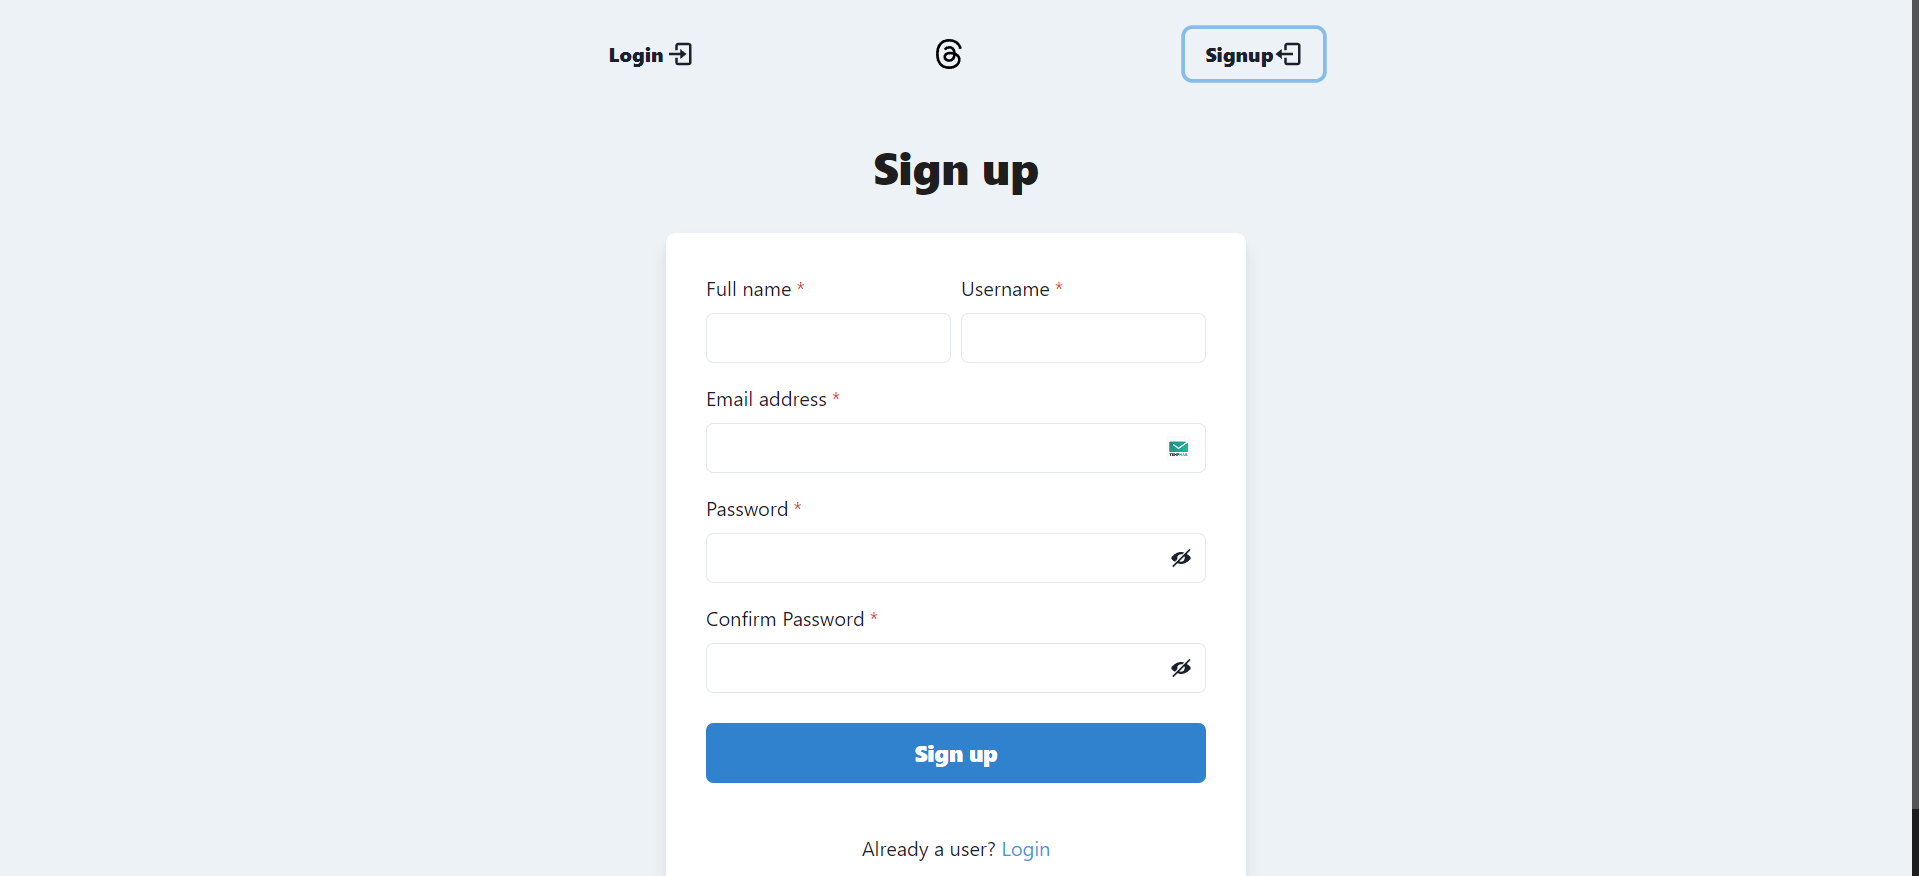 Login Signup
Sign up
Full name * Username *
Email address *
Password *
Confirm Password *
Sign up
Already a user? Login